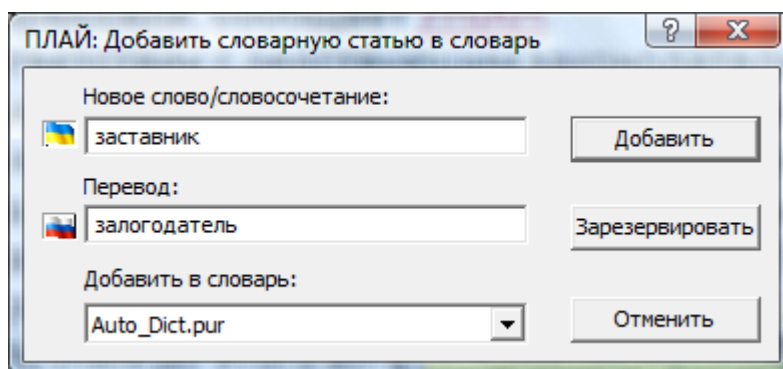 ПЛАЙ: Добавить словарную статью в словарь
Новое слово/словосочетание:
заставник
Добавить
Перевод:
залогодатель
Зарезервировать
Добавить в словарь:
Auto_Dict.pur
Отменить